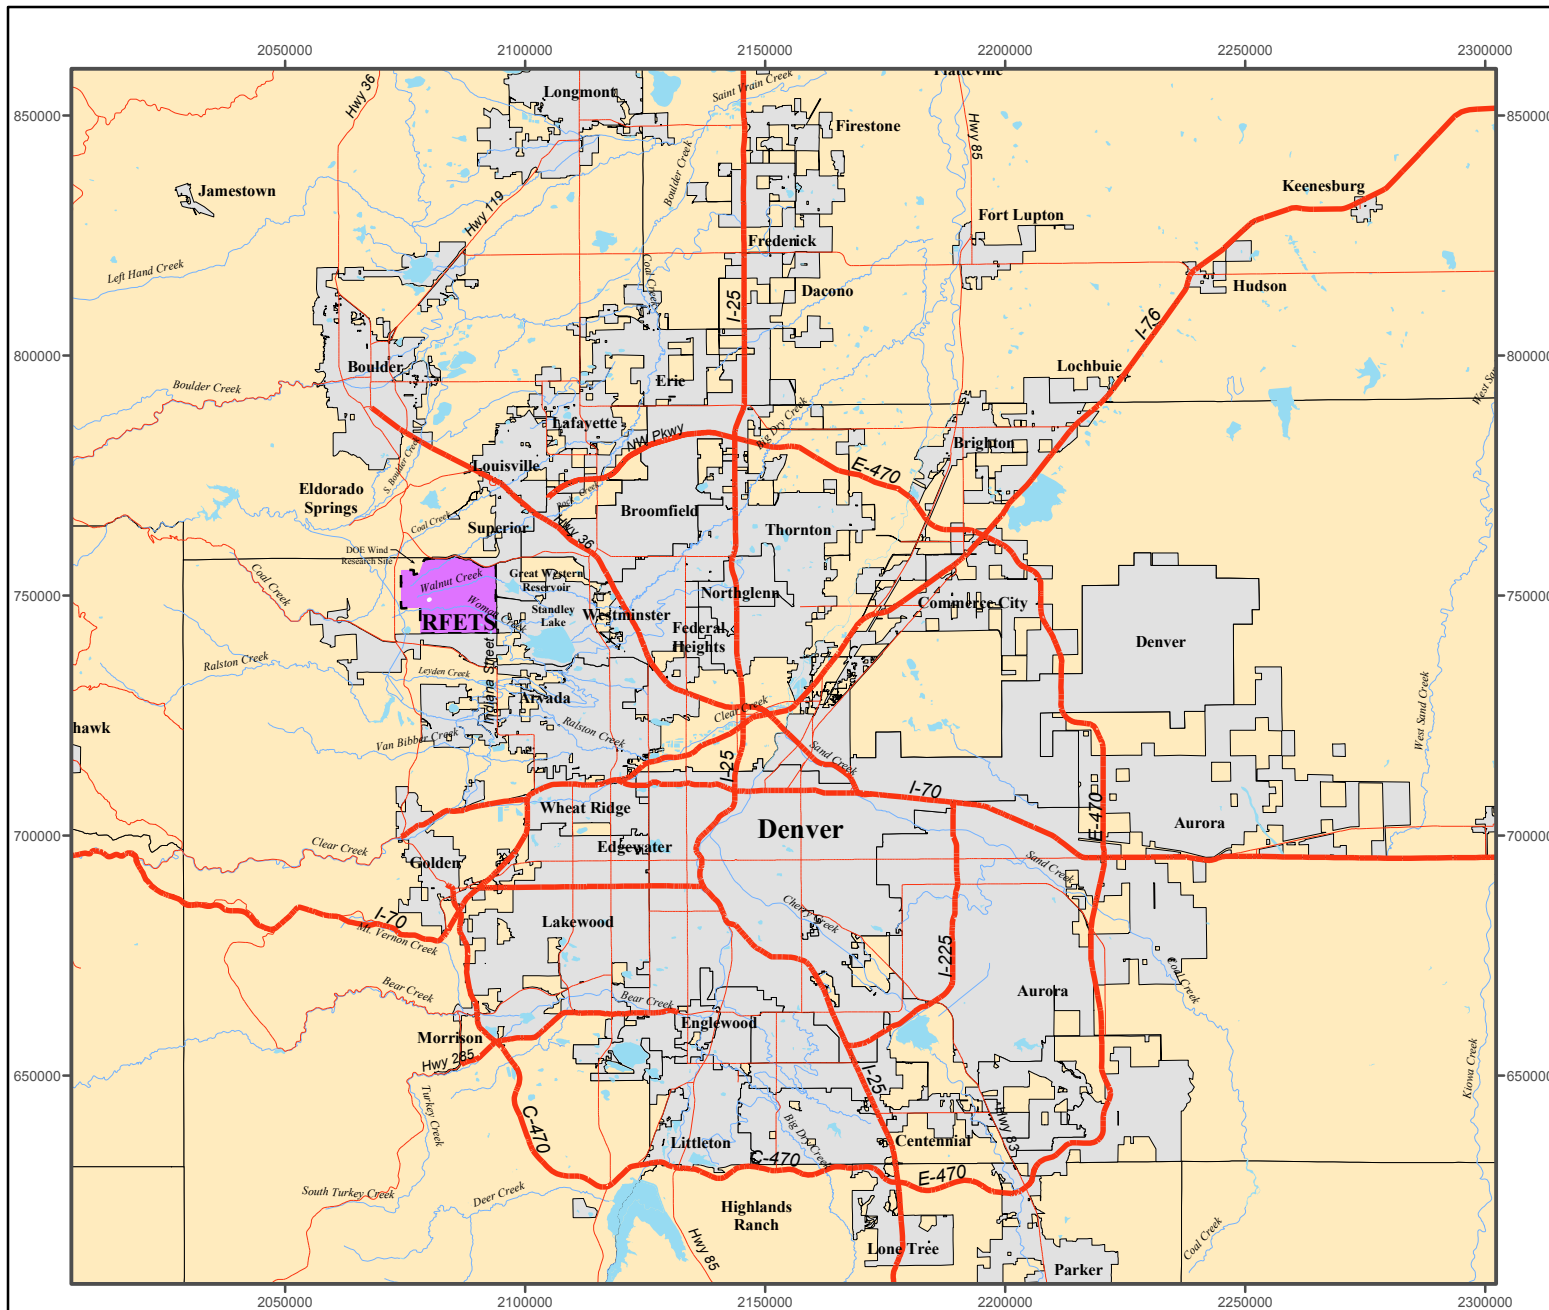 2050000
2100000
2150000
2200000
2250000
2300000
850000
800000
750000
700000
650000
850000
800000
750000
700000
650000
2050000
2100000
2150000
2200000
2250000
2300000
Platteville
Longmont
Hwy 36
Saint Vrain Creek
Firestone
Hwy 85
Jamestown
Boulder Creek
Keenesburg
Hwy 119
Fort Lupton
Frederick
Left Hand Creek
Coal Creek
Dacono
Hudson
I-25
I-76
Boulder
Lochbuie
Boulder Creek
Erie
West San
Lafayette
Big Dry Creek
NW Pkwy
Brighton
S. Boulder Creek
Louisville
E-470
Eldorado
Springs
Rock Creek
Coal Creek
Superior
Broomfield
Thornton
Hwy 36
DOE Wind
Research Site
Coal Creek
Walnut Creek
Great Western
Reservoir
Northglenn
Commerce City
Woman Creek
Standley
Lake
Westminster
RFETS
Federal
Heights
Denver
Ralston Creek
Indiana Street
Leyden Creek
Arvada
Clear Creek
West Sand Creek
hawk
Van Bibber Creek
Ralston Creek
Sand Creek
I-25
I-70
Wheat Ridge
E-470
Denver
Aurora
Clear Creek
Edgewater
Golden
Sand Creek
I-70
Lakewood
Cherry Creek
Mt. Vernon Creek
I-225
Coal Creek
Bear Creek
Bear Creek
Aurora
Englewood
Morrison
Hwy 285
Kiowa Creek
I-25
Turkey Creek
C-470
Hwy 83
Big Dry Creek
Littleton
Centennial
C-470
E-470
South Turkey Creek
Deer Creek
Highlands
Ranch
Hwy 85
Lone Tree
Coal Creek
Parker